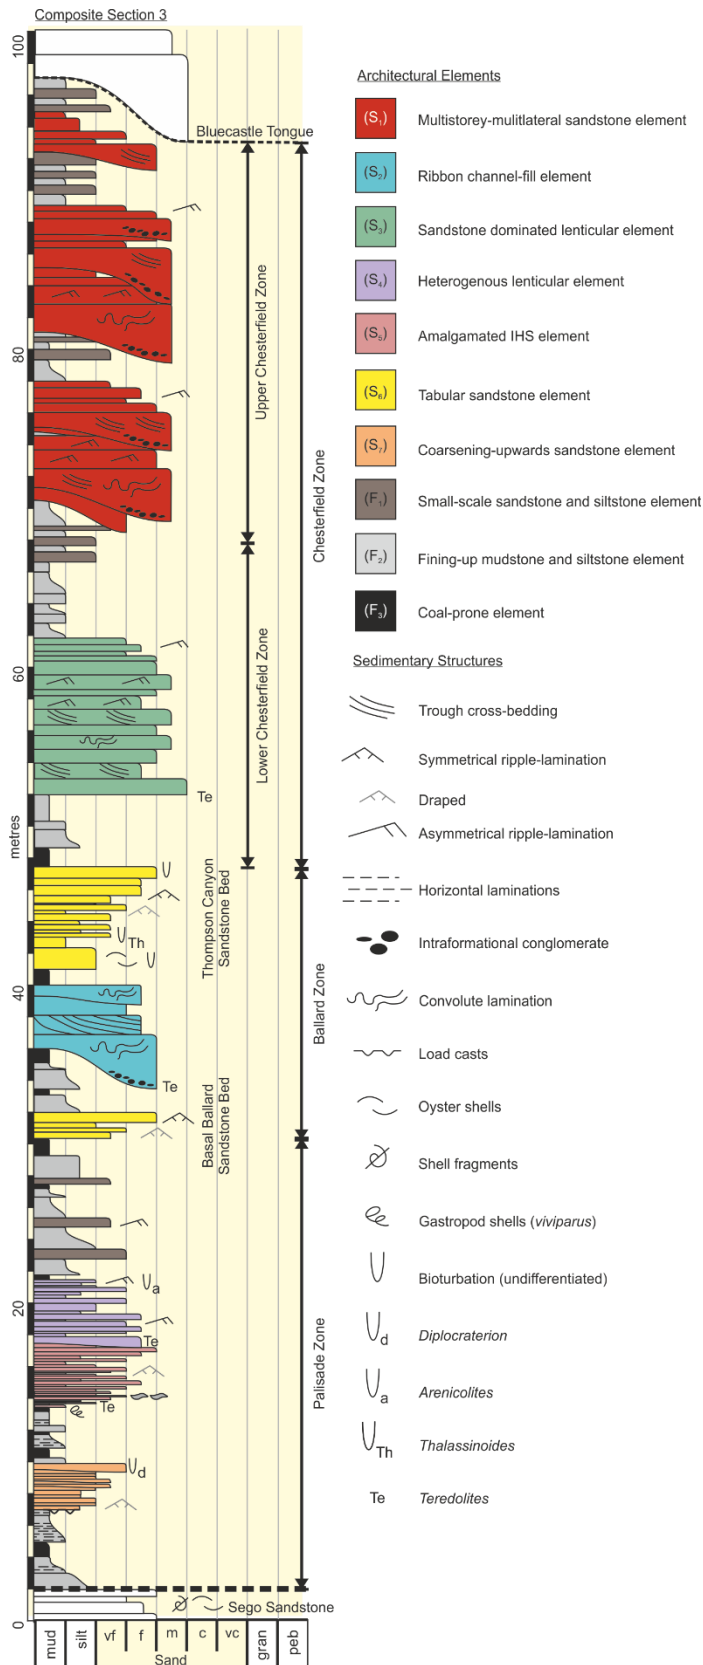 Composite Section 3
100
Bluecastle Tongue
Upper Chesterfield Zone
80
Chesterfield Zone
Lower Chesterfield Zone
60
Te
metres
Thompson Canyon
Sandstone Bed
Th
40
Ballard Zone
Te
Basal Ballard
Sandstone Bed
a
20
Te
Palisade Zone
Te
d
Sego Sandstone
0
mud
silt
vf
f
m
c
vc
gran
peb
Sand
Architectural Elements
(S1) Multistorey-mulitlateral sandstone element
(S2) Ribbon channel-fill element
(S3) Sandstone dominated lenticular element
(S4) Heterogenous lenticular element
(S5) Amalgamated IHS element
(S6) Tabular sandstone element
(S7) Coarsening-upwards sandstone element
(F1) Small-scale sandstone and siltstone element
(F2) Fining-up mudstone and siltstone element
(F3) Coal-prone element
Sedimentary Structures
Trough cross-bedding
Symmetrical ripple-lamination
Draped
Asymmetrical ripple-lamination
Horizontal laminations
Intraformational conglomerate
Convolute lamination
Load casts
Oyster shells
Shell fragments
Gastropod shells (viviparus)
Bioturbation (undifferentiated)
d Diplocraterion
a Arenicolites
Th Thalassinoides
Te Teredolites